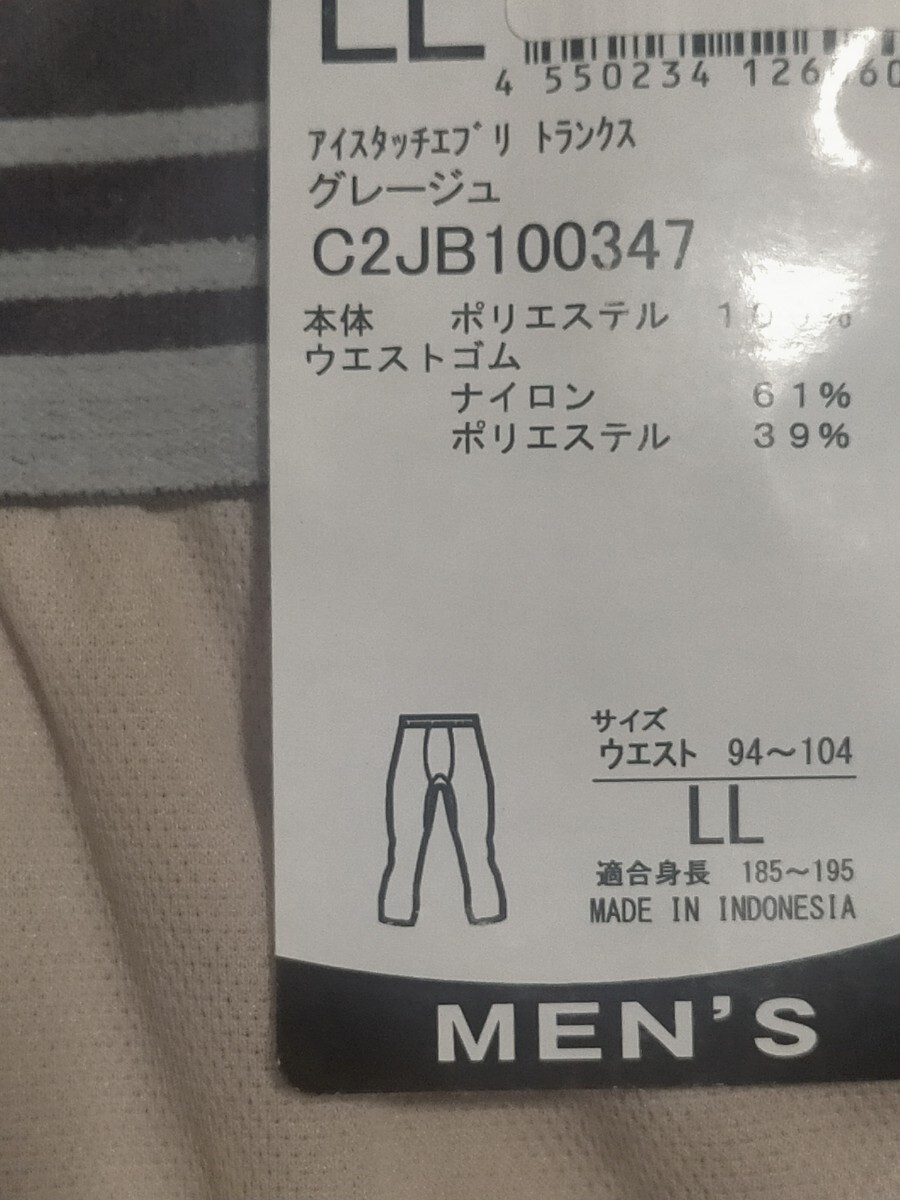 LL
4 550234 126 60
アイスタッチエブリ トランクス
グレージュ
C2JB100347
本体 ポリエステル 100%
ウエストゴム
ナイロン 61%
ポリエステル 39%
サイズ
ウエスト 94～104
LL
適合身長 185～195
MADE IN INDONESIA
MEN'S